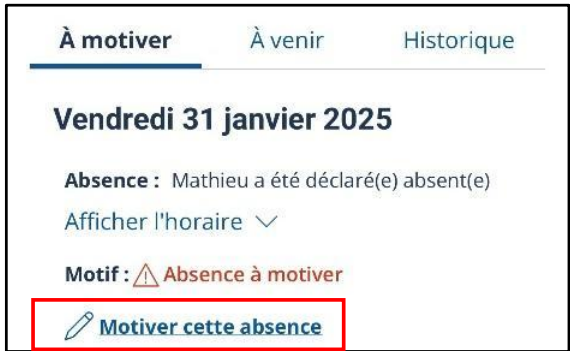 À motiver À venir Historique
Vendredi 31 janvier 2025
Absence : Mathieu a été déclaré(e) absent(e)
Afficher l'horaire
Motif : Absence à motiver
Motiver cette absence